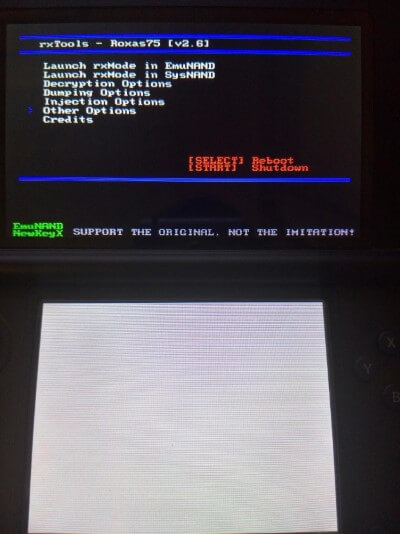 rxTools - Roxas75 [v2.6]
Launch rxMode in EmuNAND
Launch rxMode in SysNAND
Decryption Options
Dumping Options
Injection Options
> Other Options
Credits
[SELECT] Reboot
[START] Shutdown
EmuNAND
NewKeyX
SUPPORT THE ORIGINAL, NOT THE IMITATION!
X
Y
B